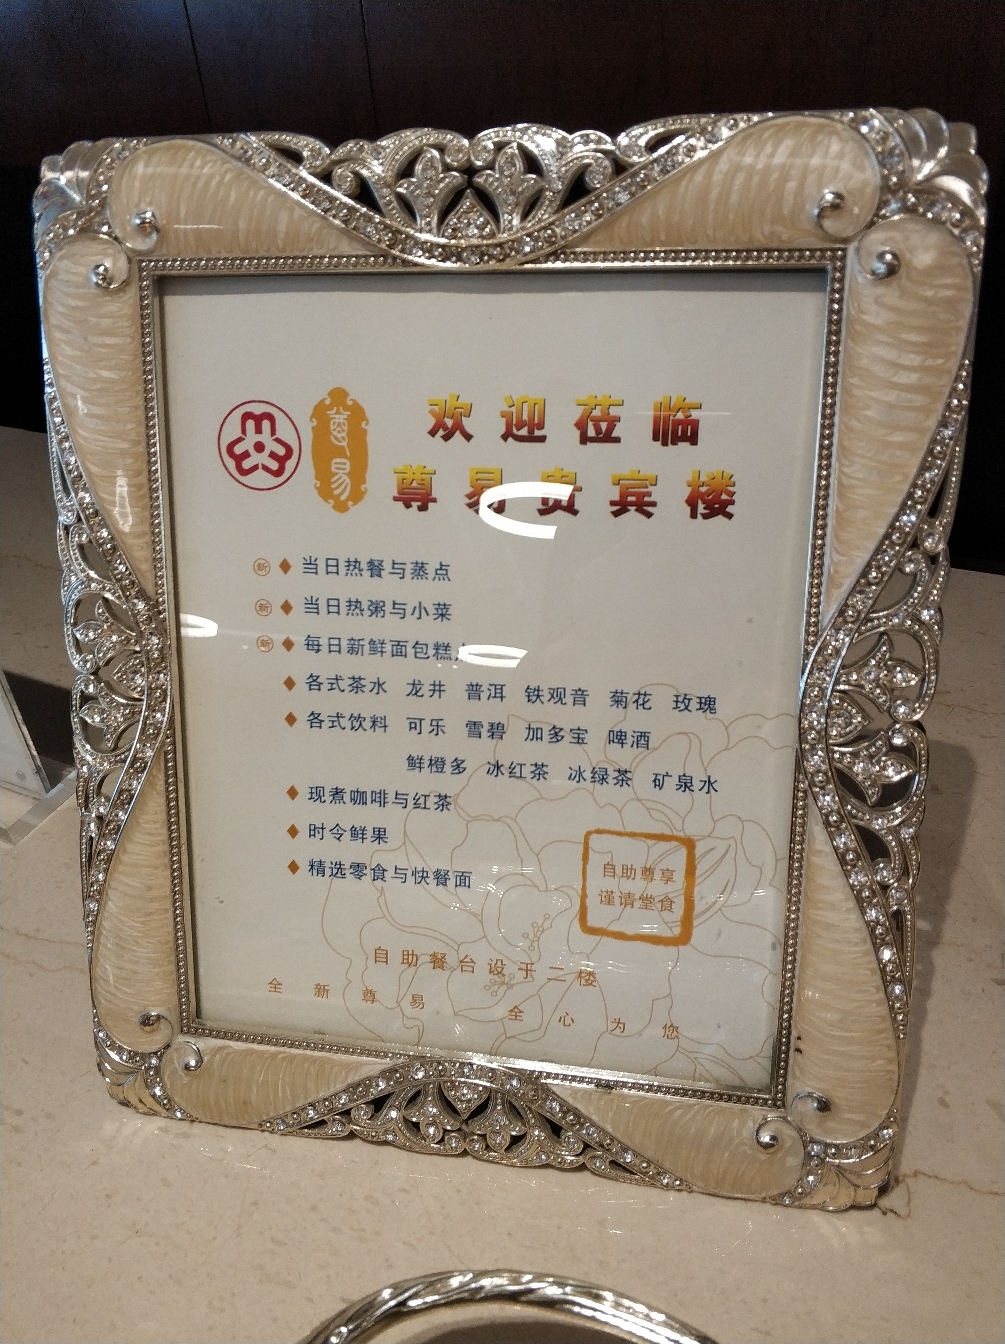 尊易
欢迎莅临
尊易贵宾楼
新 ♦ 当日热餐与蒸点
新 ♦ 当日热粥与小菜
新 ♦ 每日新鲜面包糕
♦ 各式茶水 龙井 普洱 铁观音 菊花 玫瑰
♦ 各式饮料 可乐 雪碧 加多宝 啤酒
鲜橙多 冰红茶 冰绿茶 矿泉水
♦ 现煮咖啡与红茶
♦ 时令鲜果
♦ 精选零食与快餐面
自助尊享
谨请堂食
自助餐台设于二楼
全新尊易 全心为您